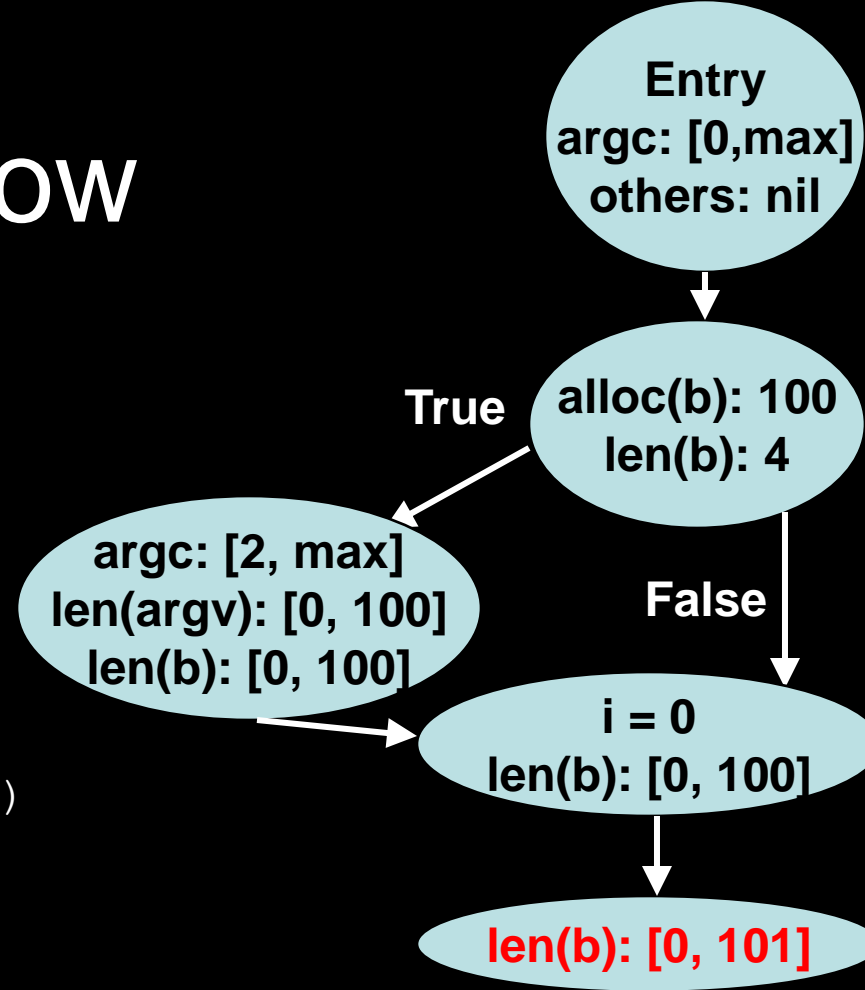 ow
Entry
argc: [0,max]
others: nil
True
alloc(b): 100
len(b): 4
argc: [2, max]
len(argv): [0, 100]
len(b): [0, 100]
False
i = 0
len(b): [0, 100]
)
len(b): [0, 101]